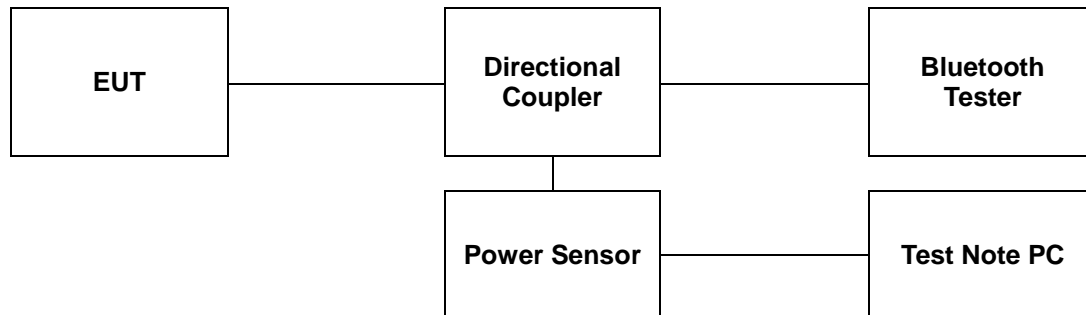 EUT
Directional
Coupler
Bluetooth
Tester
Power Sensor
Test Note PC